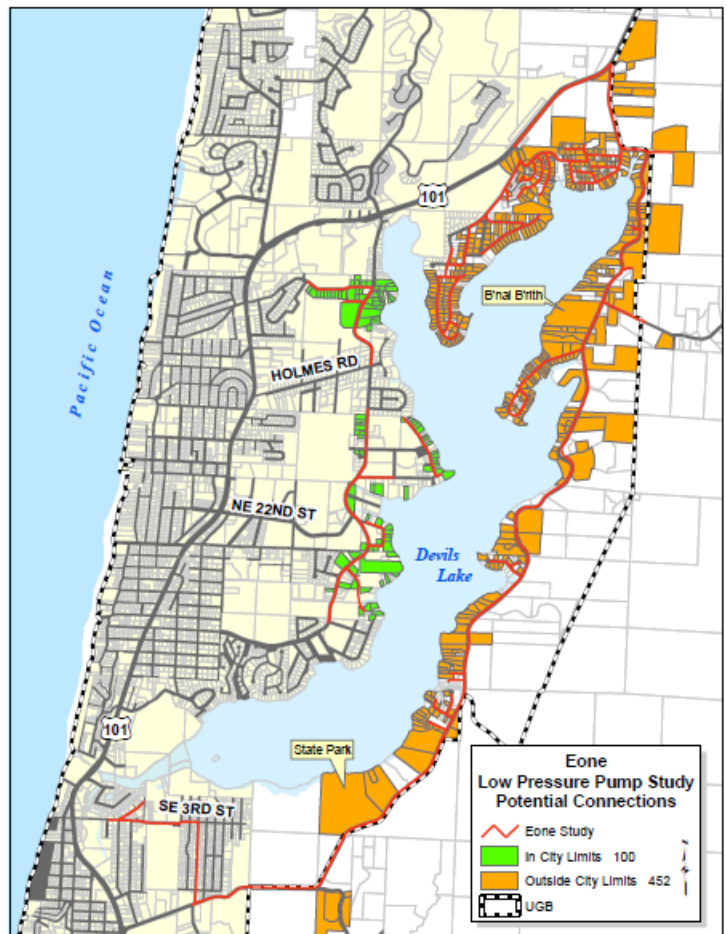 101
B'nai B'rith
Pacific Ocean
HOLMES RD
NE 22ND ST
Devils
Lake
101
State Park
SE 3RD ST
Eone
Low Pressure Pump Study
Potential Connections
Eone Study
In City Limits 100
Outside City Limits 452
UGB